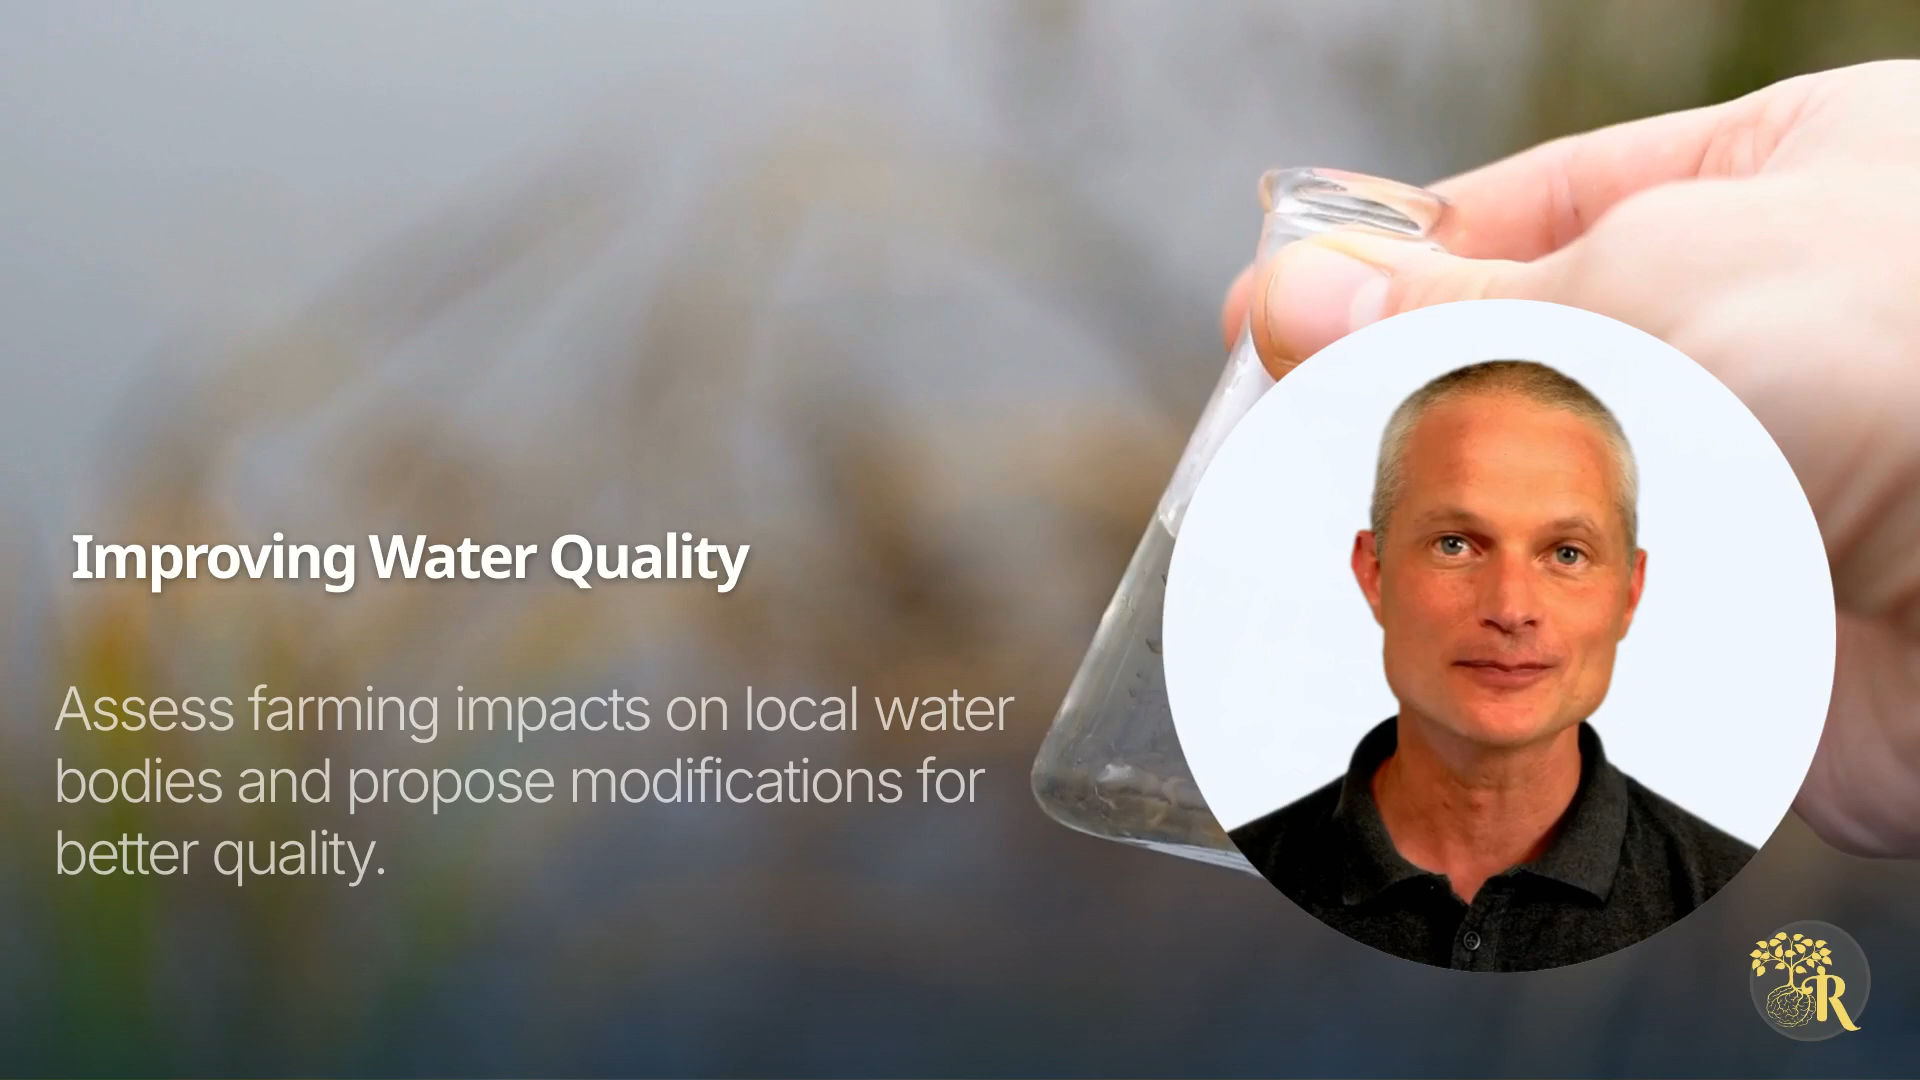 Improving Water Quality
Assess farming impacts on local water
bodies and propose modifications for
better quality.
R